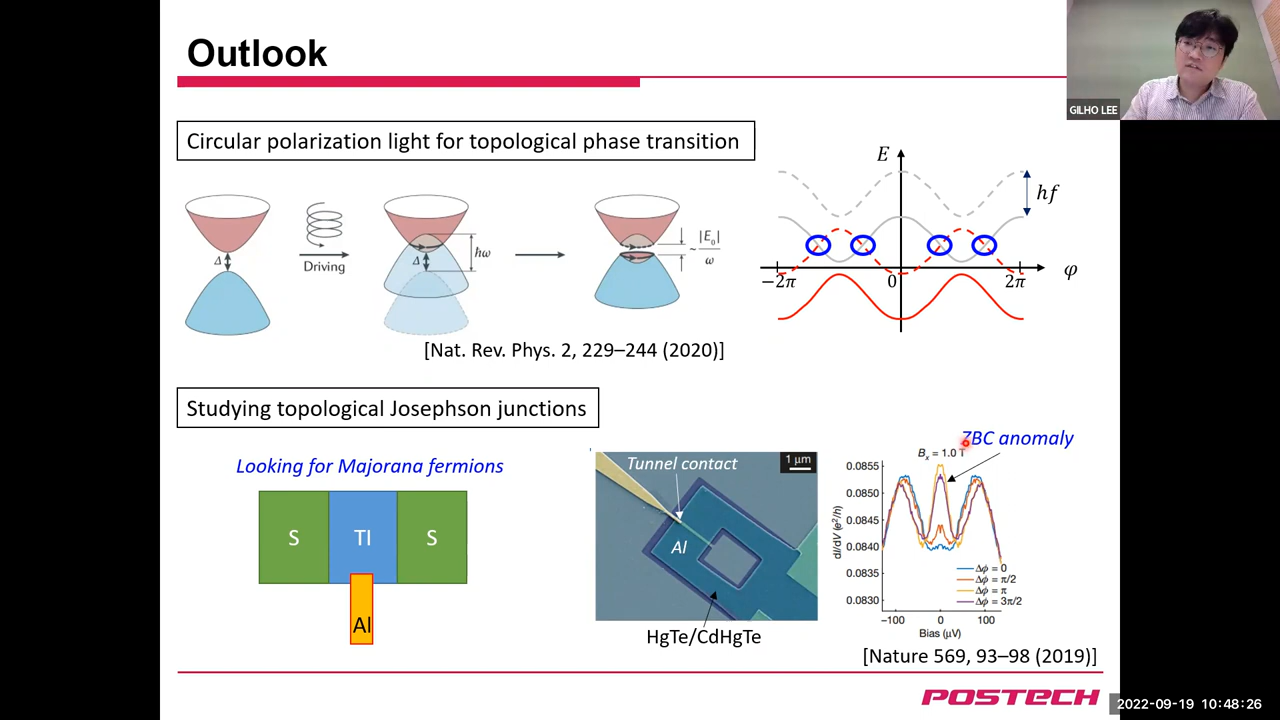 Outlook
GILHO LEE
Circular polarization light for topological phase transition
Δ
Driving
Δ
ħω
~
|E₀|
ω
E
hf
−2π
0
2π
φ
[Nat. Rev. Phys. 2, 229–244 (2020)]
Studying topological Josephson junctions
Looking for Majorana fermions
S
TI
S
Al
Tunnel contact
1 μm
Al
HgTe/CdHgTe
ZBC anomaly
Bₓ = 1.0 T
0.0855
0.0850
0.0845
0.0840
0.0835
0.0830
dI/dV (e²/h)
Δϕ = 0
Δϕ = π/2
Δϕ = π
Δϕ = 3π/2
−100
0
100
Bias (μV)
[Nature 569, 93–98 (2019)]
POSTECH
2022-09-19 10:48:26